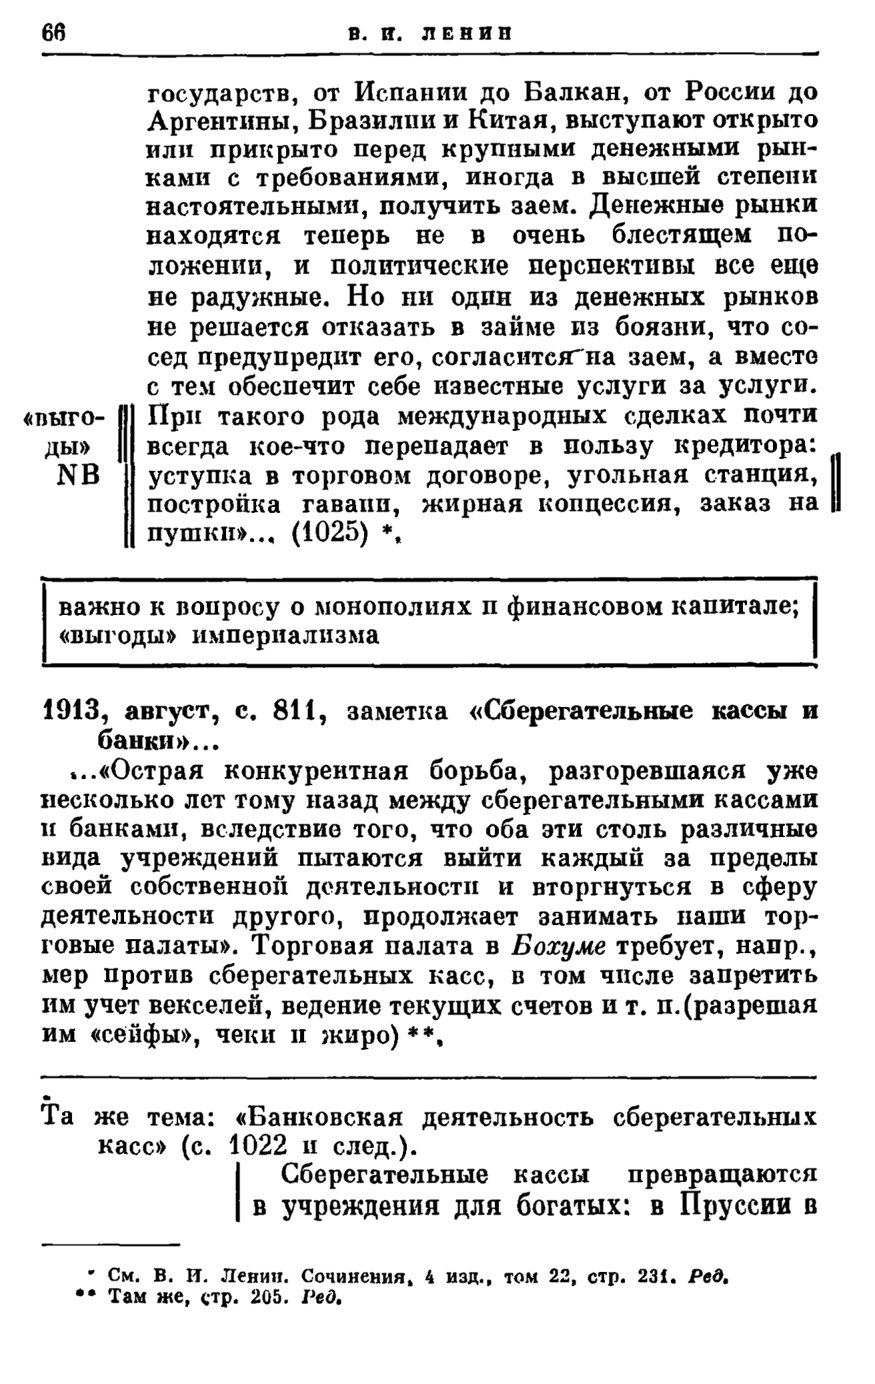 66
В. И. ЛЕНИН
государств, от Испании до Балкан, от России до
Аргентины, Бразилии и Китая, выступают открыто
или прикрыто перед крупными денежными рын-
ками с требованиями, иногда в высшей степени
настоятельными, получить заем. Денежные рынки
находятся теперь не в очень блестящем по-
ложении, и политические перспективы все еще
не радужные. Но ни один из денежных рынков
не решается отказать в займе из боязни, что со-
сед предупредит его, согласится на заем, а вместе
с тем обеспечит себе известные услуги за услуги.
«выго-
ды»
NB
При такого рода международных сделках почти
всегда кое-что перепадает в пользу кредитора:
уступка в торговом договоре, угольная станция,
постройка гавани, жирная концессия, заказ на
пушки»... (1025) *.
важно к вопросу о монополиях и финансовом капитале;
«выгоды» империализма
1913, август, с. 811, заметка «Сберегательные кассы и
банки»...
...«Острая конкурентная борьба, разгоревшаяся уже
несколько лет тому назад между сберегательными кассами
и банками, вследствие того, что оба эти столь различные
вида учреждений пытаются выйти каждый за пределы
своей собственной деятельности и вторгнуться в сферу
деятельности другого, продолжает занимать наши тор-
говые палаты». Торговая палата в Бохуме требует, напр.,
мер против сберегательных касс, в том числе запретить
им учет векселей, ведение текущих счетов и т. п.(разрешая
им «сейфы», чеки и жиро) **.
Та же тема: «Банковская деятельность сберегательных
касс» (с. 1022 и след.).
Сберегательные кассы превращаются
в учреждения для богатых: в Пруссии в
* См. В. И. Ленин. Сочинения, 4 изд., том 22, стр. 231. Ред.
** Там же, стр. 205. Ред.